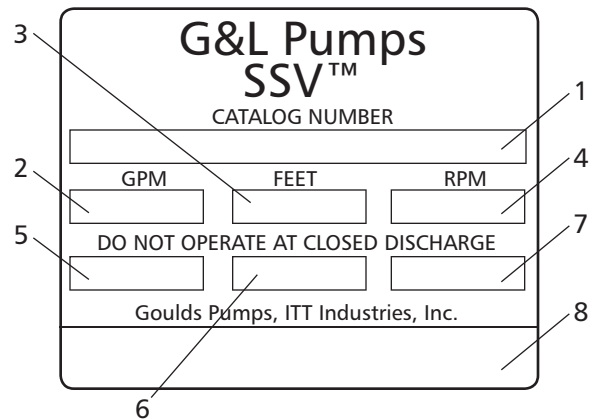 3
G&L Pumps
SSV™
1
CATALOG NUMBER
2 GPM FEET RPM 4
5 DO NOT OPERATE AT CLOSED DISCHARGE 7
Goulds Pumps, ITT Industries, Inc.
8
6